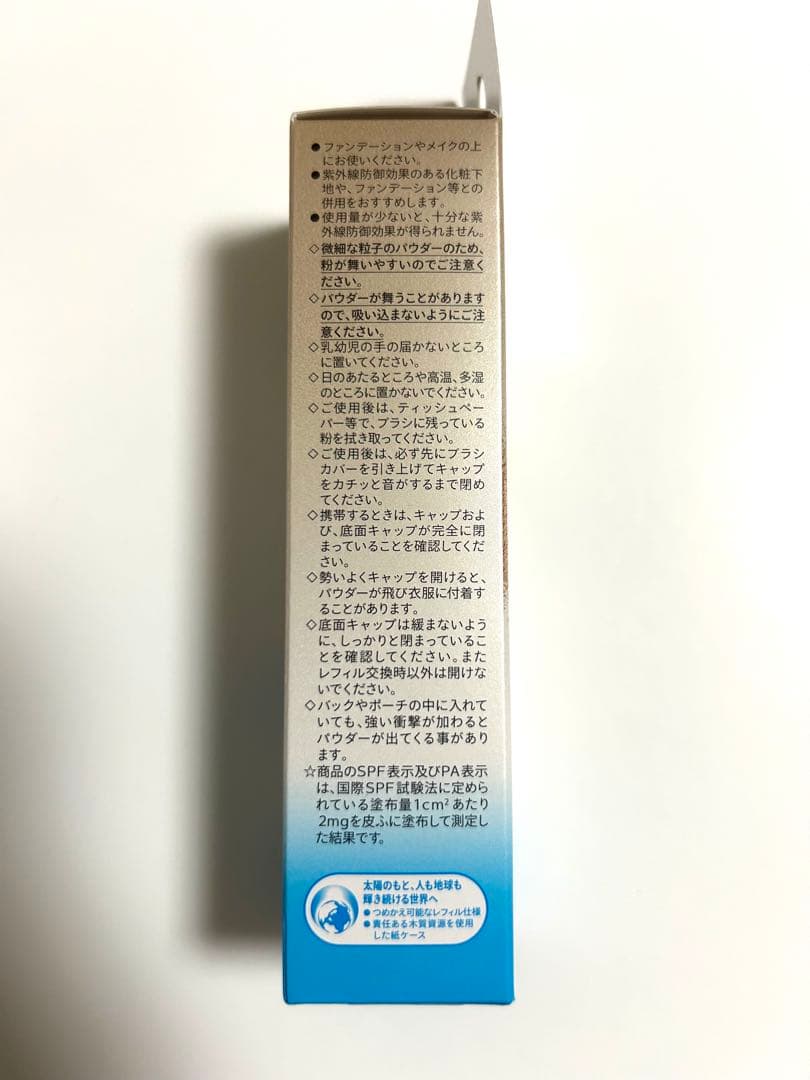 ●ファンデーションやメイクの上
にお使いください。
●紫外線防御効果のある化粧下
地や、ファンデーション等との
併用をおすすめします。
●使用量が少ないと、十分な紫
外線防御効果が得られません。
◇微細な粒子のパウダーのため、
粉が舞いやすいのでご注意く
ださい。
◇パウダーが舞うことがあります
ので、吸い込まないようにご注
意ください。
◇乳幼児の手の届かないところ
に置いてください。
◇日のあたるところや高温、多湿
のところに置かないでください。
◇ご使用後は、ティッシュペー
パー等で、ブラシに残っている
粉を拭き取ってください。
◇ご使用後は、必ず先にブラシ
カバーを引き上げてキャップ
をカチッと音がするまで閉め
てください。
◇携帯するときは、キャップおよ
び、底面キャップが完全に閉
まっていることを確認してくだ
さい。
◇勢いよくキャップを開けると、
パウダーが飛び衣服に付着す
ることがあります。
◇底面キャップは緩まないよう
に、しっかりと閉まっているこ
とを確認してください。また
レフィル交換時以外は開けな
いでください。
◇バックやポーチの中に入れて
いても、強い衝撃が加わると
パウダーが出てくる事があり
ます。
☆商品のSPF表示及びPA表示
は、国際SPF試験法に定めら
れている塗布量1cm²あたり
2mgを皮ふに塗布して測定し
た結果です。
太陽のもと、人も地球も
輝き続ける世界へ
●つめかえ可能なレフィル仕様
●責任ある木質資源を使用
した紙ケース